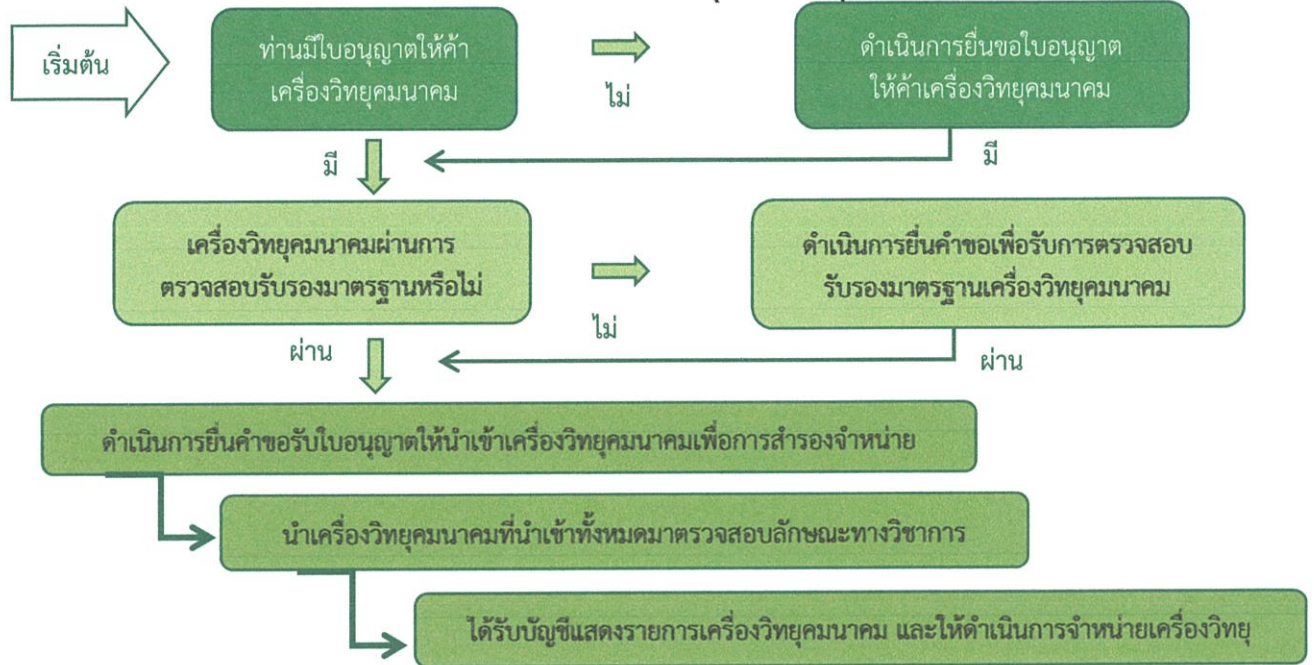 เริ่มต้น
ท่านมีใบอนุญาตให้ค้า
เครื่องวิทยุคมนาคม
ไม่
ดำเนินการยื่นขอใบอนุญาต
ให้ค้าเครื่องวิทยุคมนาคม
มี
มี
เครื่องวิทยุคมนาคมผ่านการ
ตรวจสอบรับรองมาตรฐานหรือไม่
ไม่
ดำเนินการยื่นคำขอเพื่อรับการตรวจสอบ
รับรองมาตรฐานเครื่องวิทยุคมนาคม
ผ่าน
ผ่าน
ดำเนินการยื่นคำขอรับใบอนุญาตให้นำเข้าเครื่องวิทยุคมนาคมเพื่อการสำรองจำหน่าย
นำเครื่องวิทยุคมนาคมที่นำเข้าทั้งหมดมาตรวจสอบลักษณะทางวิชาการ
ได้รับบัญชีแสดงรายการเครื่องวิทยุคมนาคม และให้ดำเนินการจำหน่ายเครื่องวิทยุ